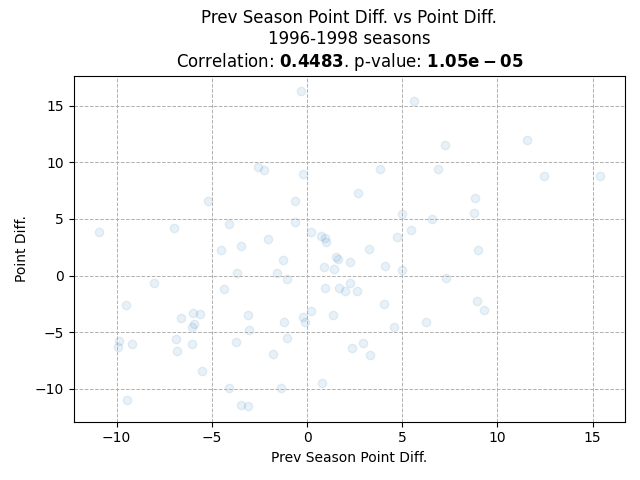 Prev Season Point Diff. vs Point Diff.
1996-1998 seasons
Correlation: 0.4483. p-value: 1.05e − 05
15
10
5
0
−5
−10
Point Diff.
−10 −5 0 5 10 15
Prev Season Point Diff.